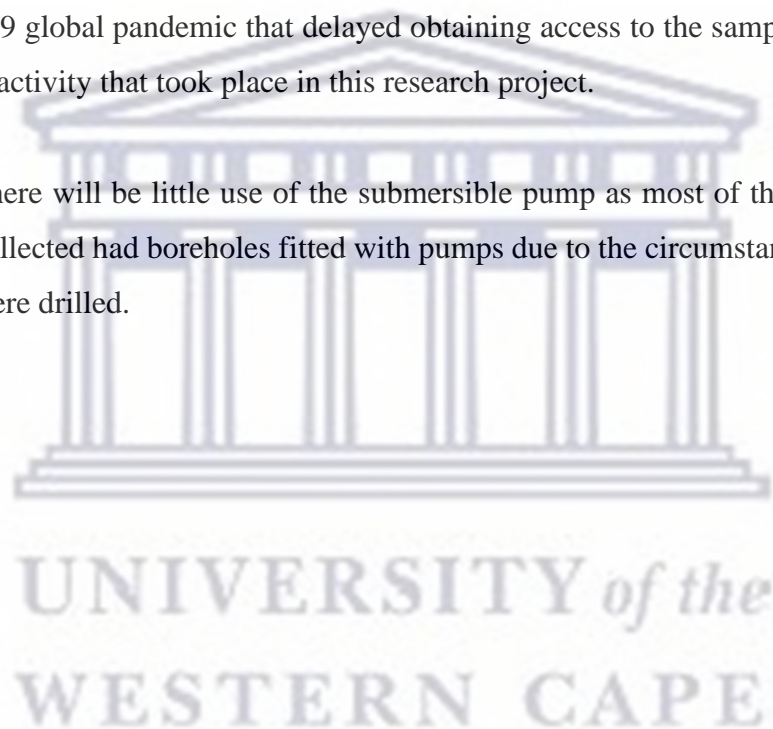 9 global pandemic that delayed obtaining access to the samp
activity that took place in this research project.
here will be little use of the submersible pump as most of th
llected had boreholes fitted with pumps due to the circumstan
ere drilled.
UNIVERSITY of the
WESTERN CAPE